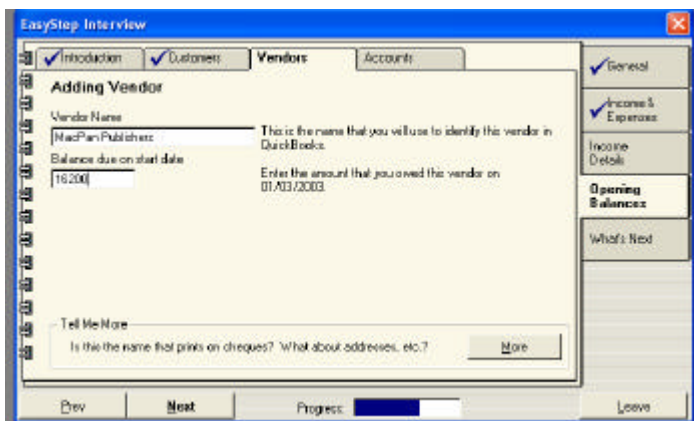 EasyStep Interview
Introduction
Customers
Vendors
Accounts
General
Income &
Expenses
Income
Details
Opening
Balances
What's Next
Adding Vendor
Vendor Name
MacPan Publishers
This is the name that you will use to identify this vendor in
QuickBooks.
Balance due on start date
16200
Enter the amount that you owed this vendor on
01/03/2003.
Tell Me More
Is this the name that prints on cheques? What about addresses, etc.?
More
Prev
Next
Progress:
Leave